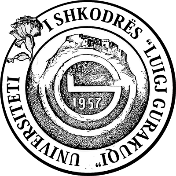 UNIVERSITETI I SHKODRËS "LUIGJ GURAKUQI"
1957